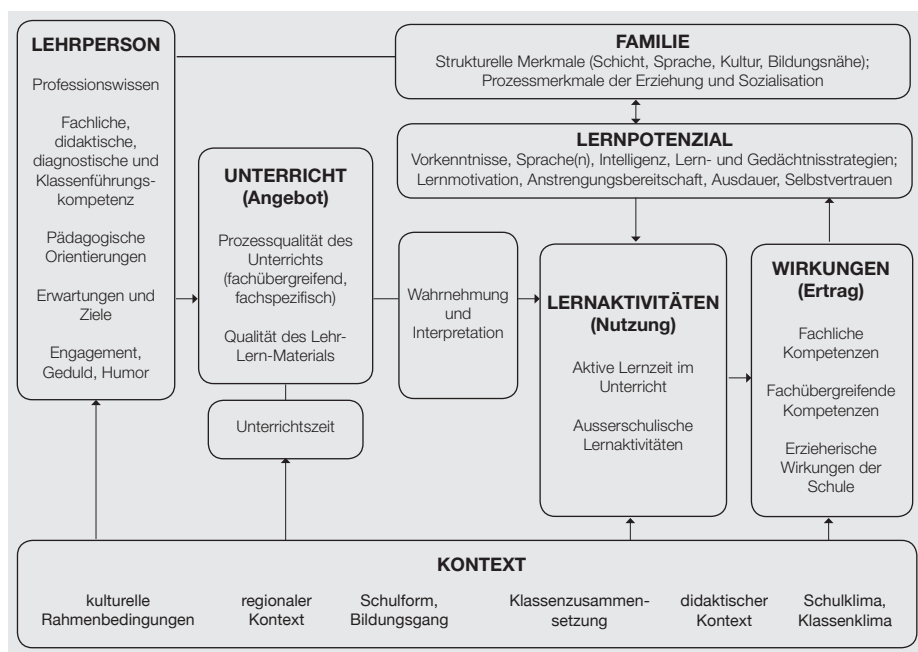 LEHRPERSON
Professionswissen
Fachliche,
didaktische,
diagnostische und
Klassenführungs-
kompetenz
Pädagogische
Orientierungen
Erwartungen und
Ziele
Engagement,
Geduld, Humor
FAMILIE
Strukturelle Merkmale (Schicht, Sprache, Kultur, Bildungsnähe);
Prozessmerkmale der Erziehung und Sozialisation
LERNPOTENZIAL
Vorkenntnisse, Sprache(n), Intelligenz, Lern- und Gedächtnisstrategien;
Lernmotivation, Anstrengungsbereitschaft, Ausdauer, Selbstvertrauen
UNTERRICHT
(Angebot)
Prozessqualität des
Unterrichts
(fachübergreifend,
fachspezifisch)
Qualität des Lehr-
Lern-Materials
Unterrichtszeit
Wahrnehmung
und
Interpretation
LERNAKTIVITÄTEN
(Nutzung)
Aktive Lernzeit im
Unterricht
Ausserschulische
Lernaktivitäten
WIRKUNGEN
(Ertrag)
Fachliche
Kompetenzen
Fachübergreifende
Kompetenzen
Erzieherische
Wirkungen der
Schule
KONTEXT
kulturelle
Rahmenbedingungen
regionaler
Kontext
Schulform,
Bildungsgang
Klassenzusammen-
setzung
didaktischer
Kontext
Schulklima,
Klassenklima